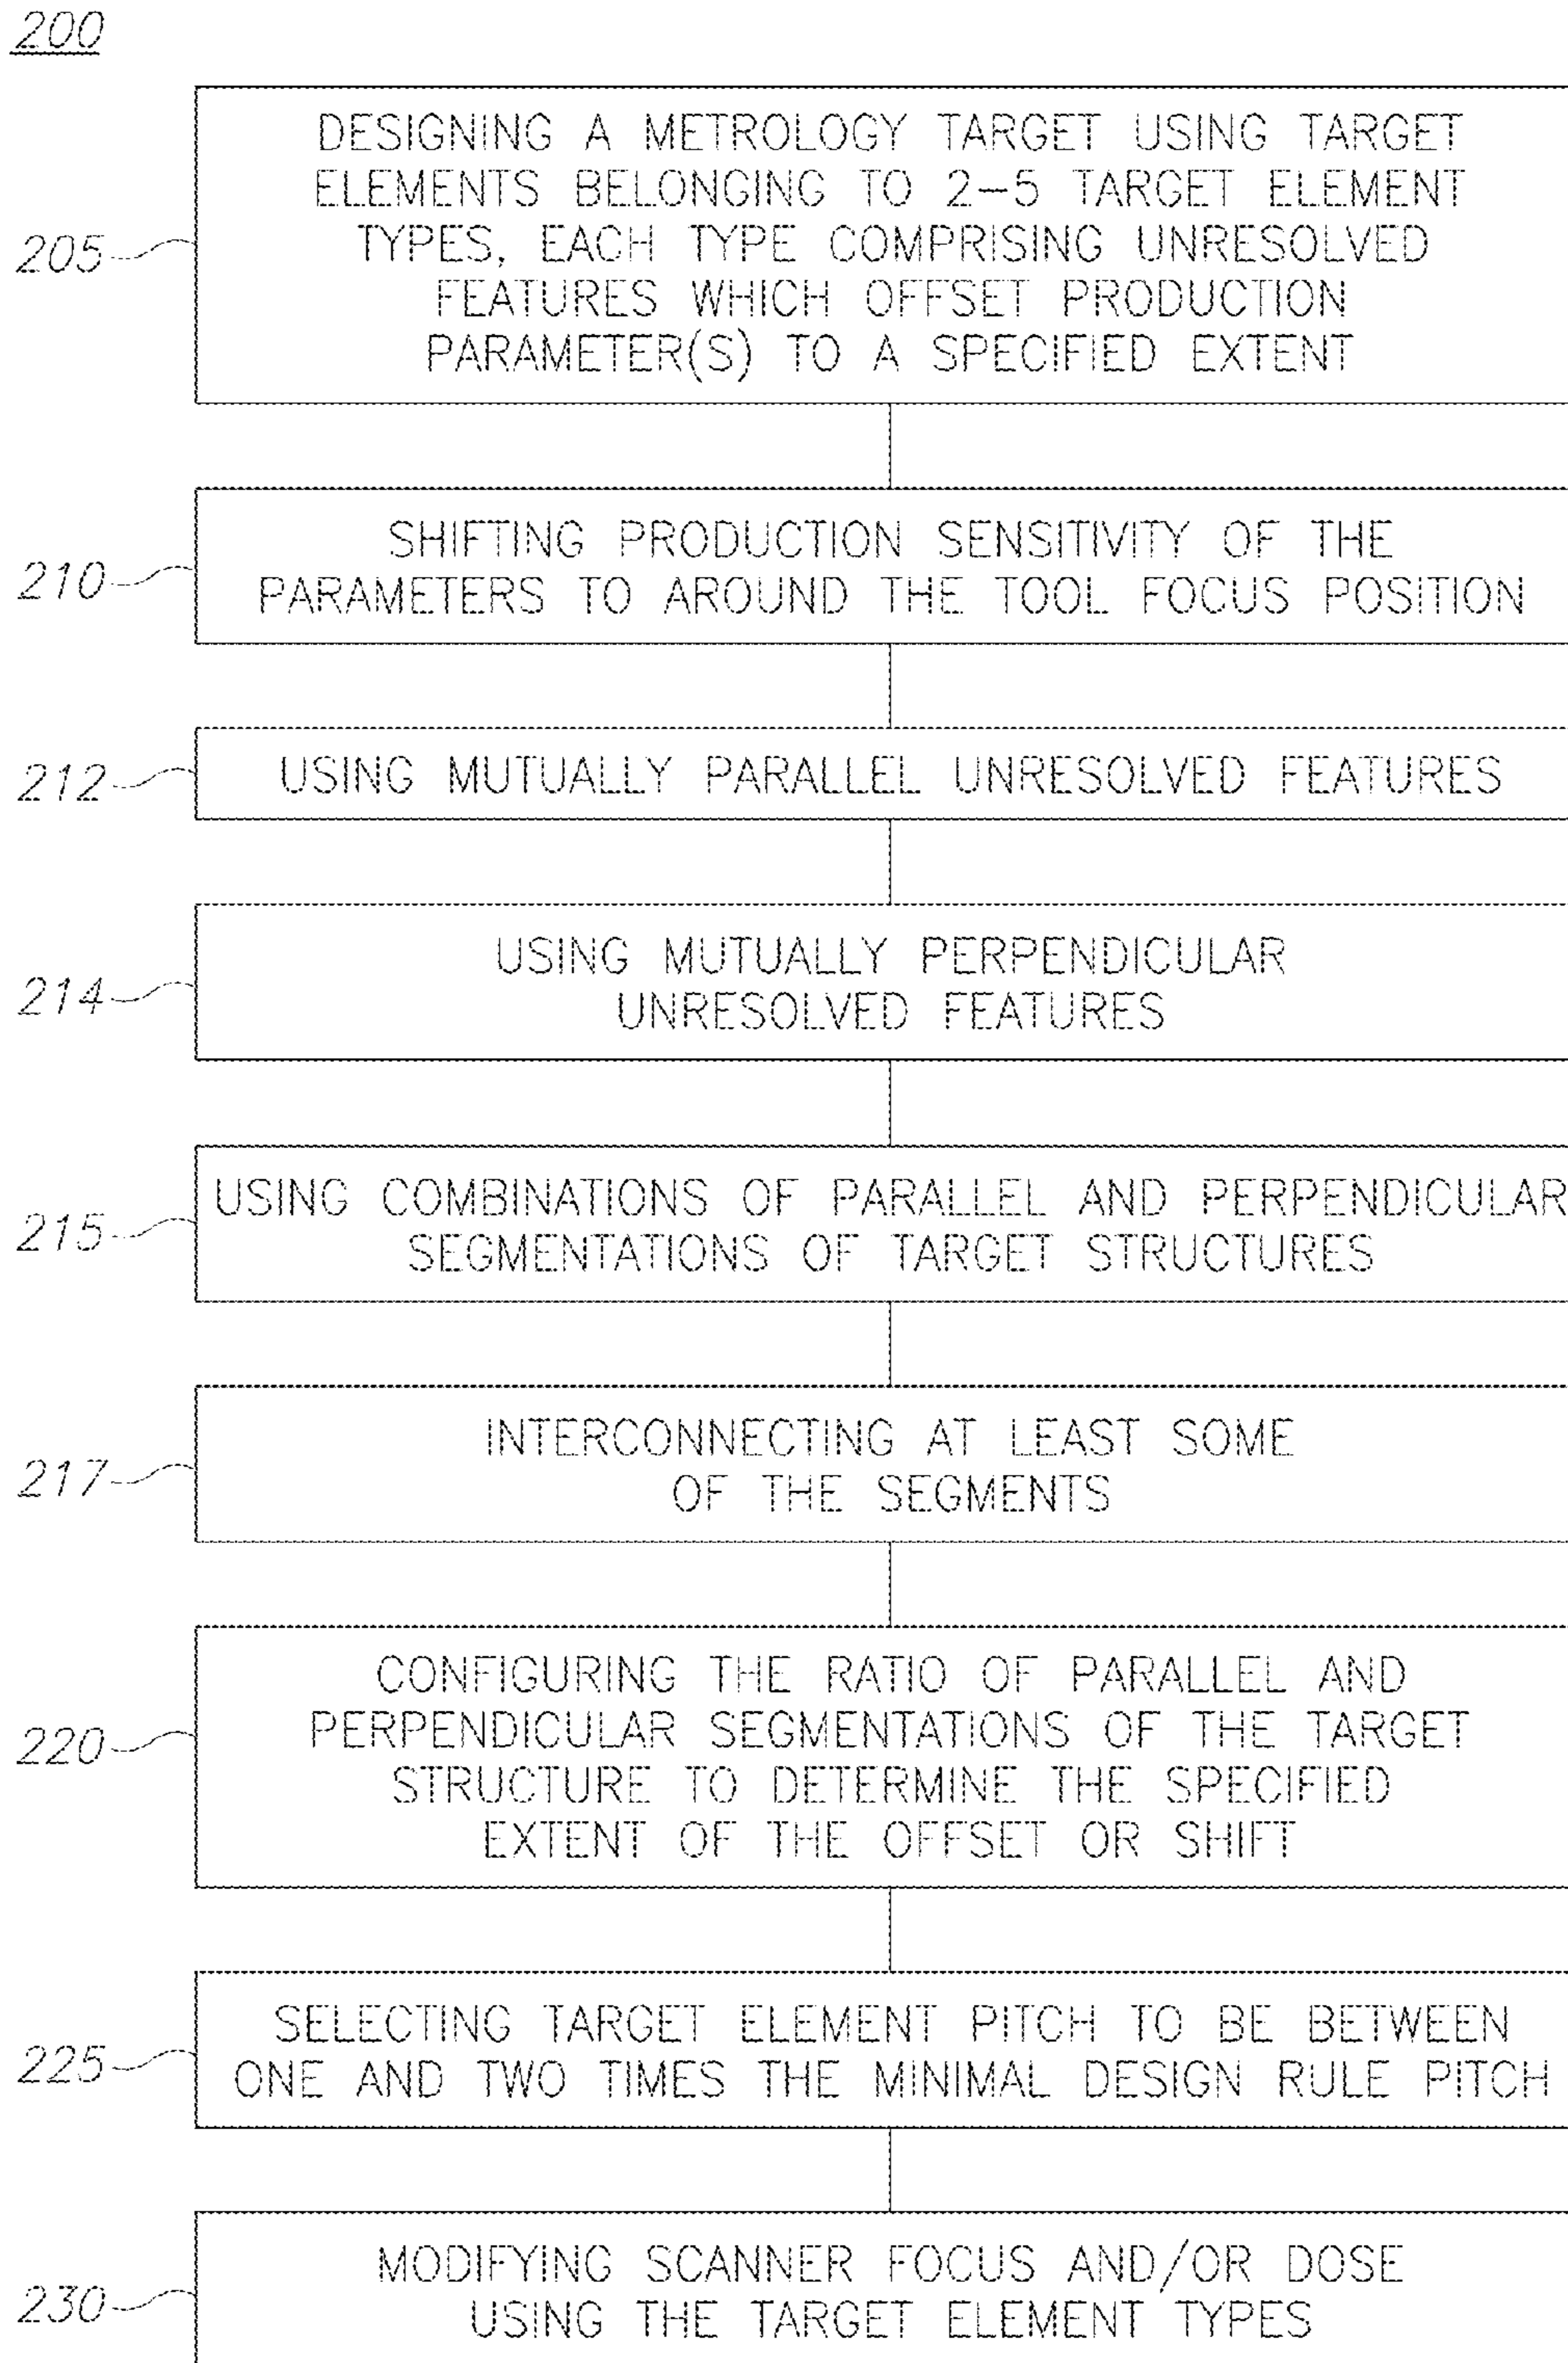 200
DESIGNING A METROLOGY TARGET USING TARGET
ELEMENTS BELONGING TO 2–5 TARGET ELEMENT
TYPES, EACH TYPE COMPRISING UNRESOLVED
FEATURES WHICH OFFSET PRODUCTION
PARAMETER(S) TO A SPECIFIED EXTENT
205
SHIFTING PRODUCTION SENSITIVITY OF THE
PARAMETERS TO AROUND THE TOOL FOCUS POSITION
210
USING MUTUALLY PARALLEL UNRESOLVED FEATURES
212
USING MUTUALLY PERPENDICULAR
UNRESOLVED FEATURES
214
USING COMBINATIONS OF PARALLEL AND PERPENDICULAR
SEGMENTATIONS OF TARGET STRUCTURES
215
INTERCONNECTING AT LEAST SOME
OF THE SEGMENTS
217
CONFIGURING THE RATIO OF PARALLEL AND
PERPENDICULAR SEGMENTATIONS OF THE TARGET
STRUCTURE TO DETERMINE THE SPECIFIED
EXTENT OF THE OFFSET OR SHIFT
220
SELECTING TARGET ELEMENT PITCH TO BE BETWEEN
ONE AND TWO TIMES THE MINIMAL DESIGN RULE PITCH
225
MODIFYING SCANNER FOCUS AND/OR DOSE
USING THE TARGET ELEMENT TYPES
230